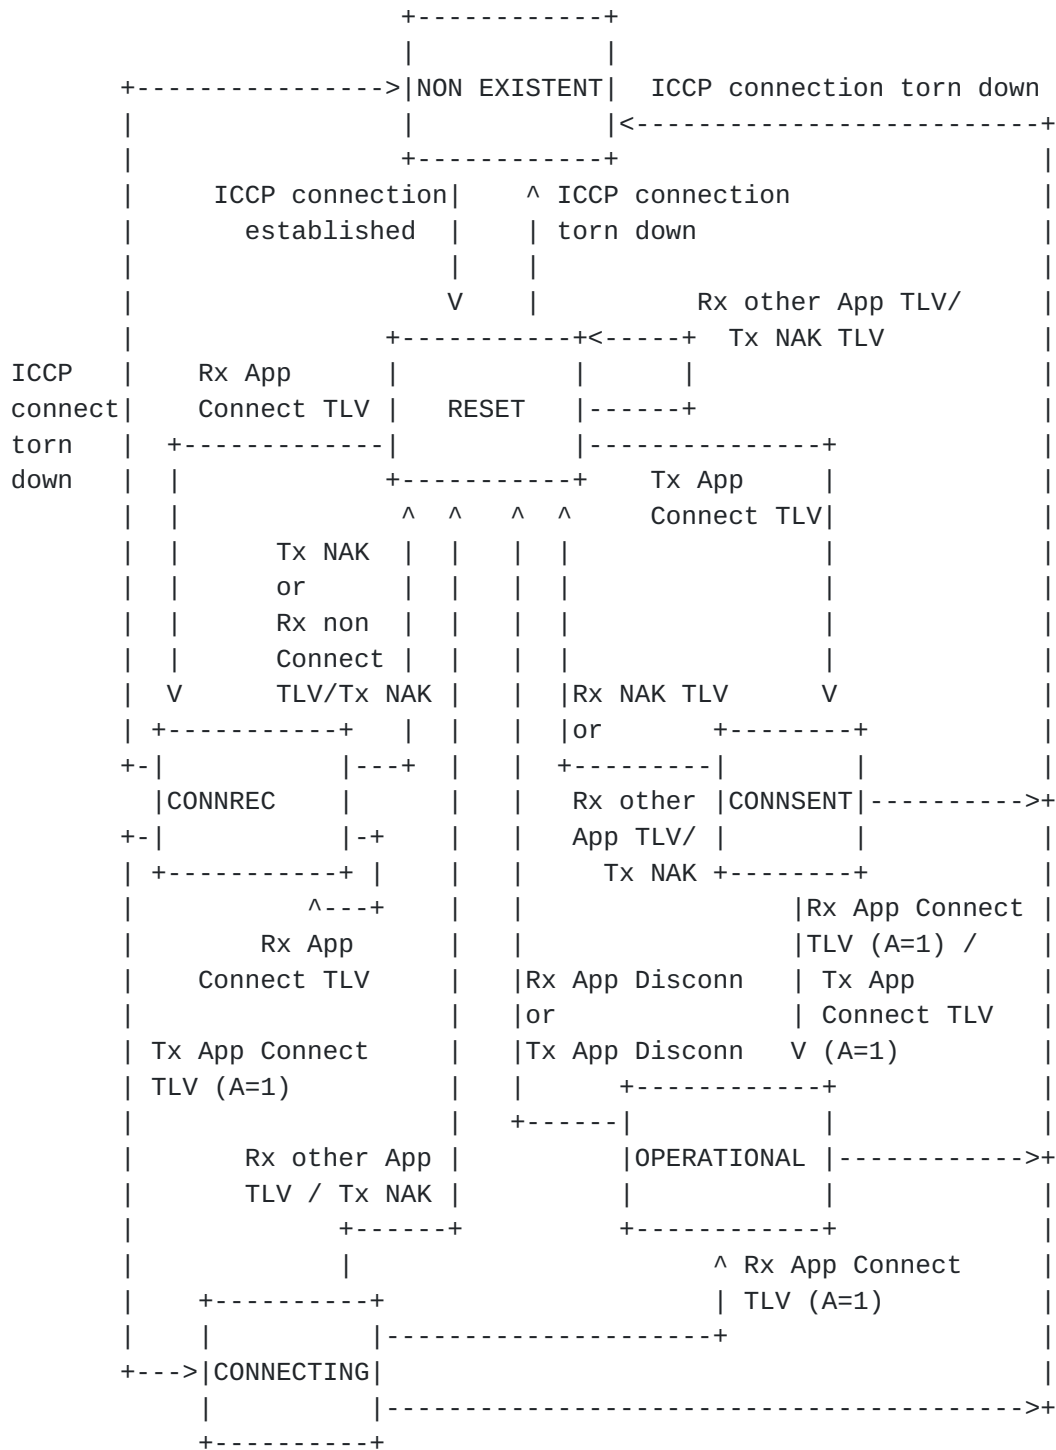 NON EXISTENT ICCP connection torn down
ICCP connection ICCP connection
established torn down
Rx other App TLV/
Tx NAK TLV
ICCP Rx App
connect Connect TLV RESET
torn
down Tx App
Connect TLV
Tx NAK
or
Rx non
Connect
V TLV/Tx NAK Rx NAK TLV V
or
CONNREC Rx other CONNSENT
App TLV/
Tx NAK
Rx App Connect
Rx App TLV (A=1) /
Connect TLV Rx App Disconn Tx App
or Connect TLV
Tx App Connect Tx App Disconn V (A=1)
TLV (A=1)
Rx other App OPERATIONAL
TLV / Tx NAK
Rx App Connect
TLV (A=1)
CONNECTING